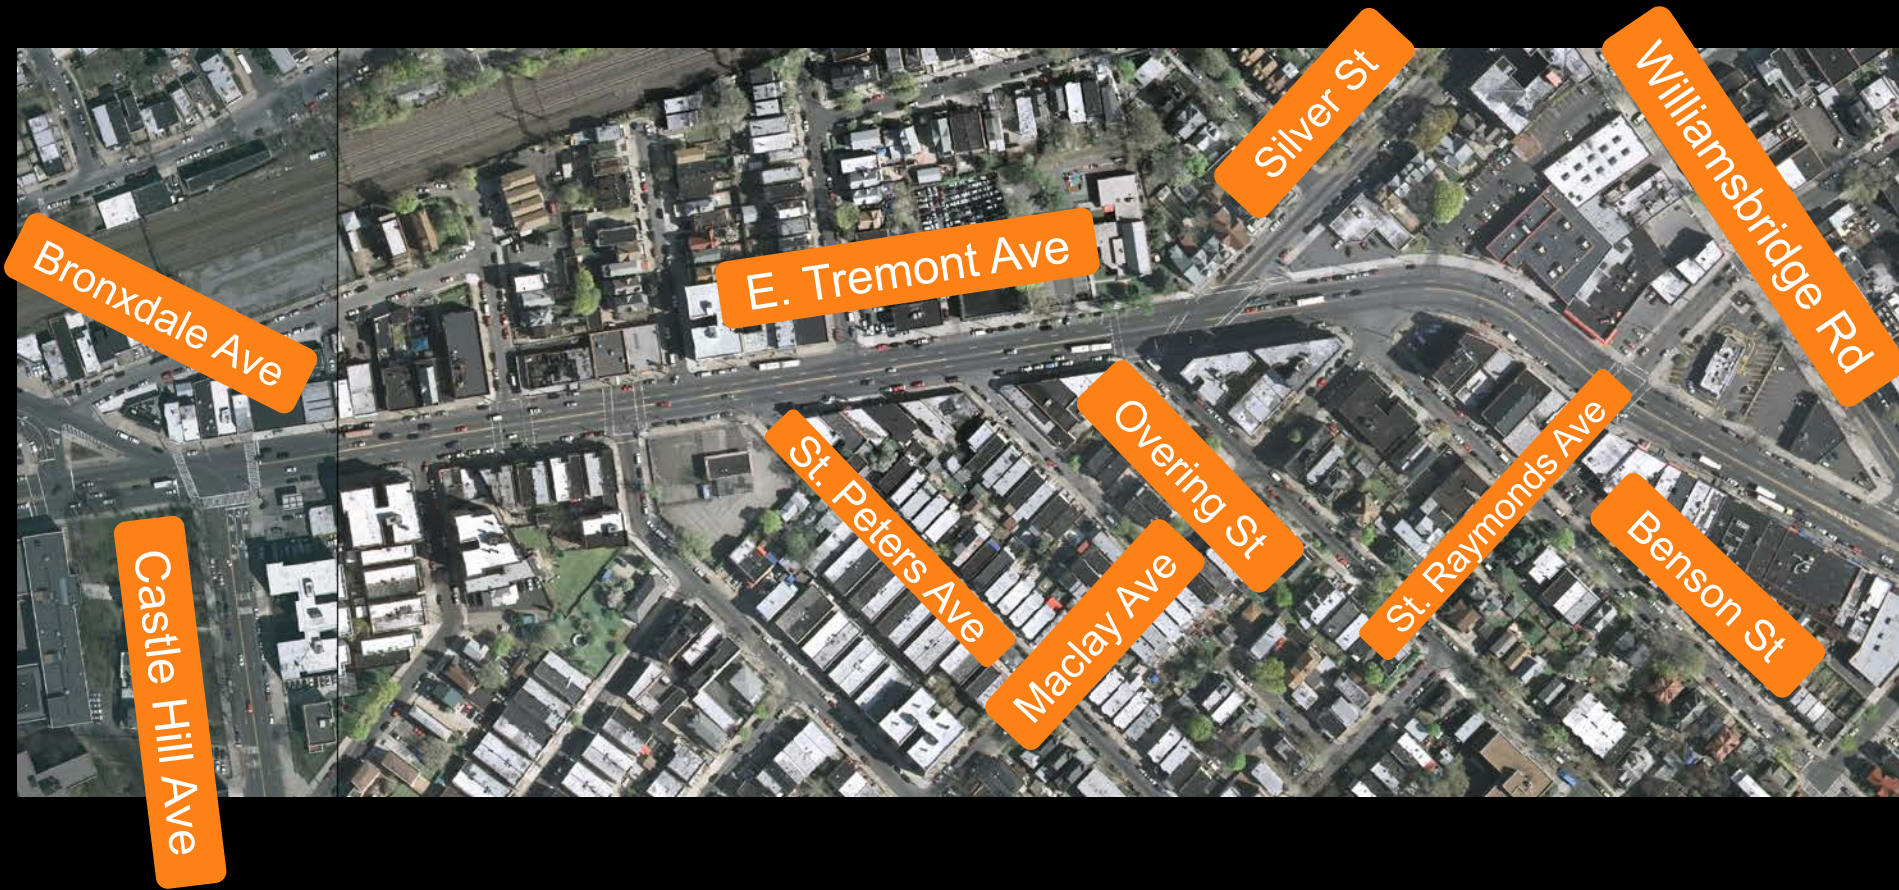 Bronxdale Ave
Castle Hill Ave
E. Tremont Ave
St. Peters Ave
Maclay Ave
Overing St
Silver St
St. Raymonds Ave
Benson St
Williamsbridge Rd